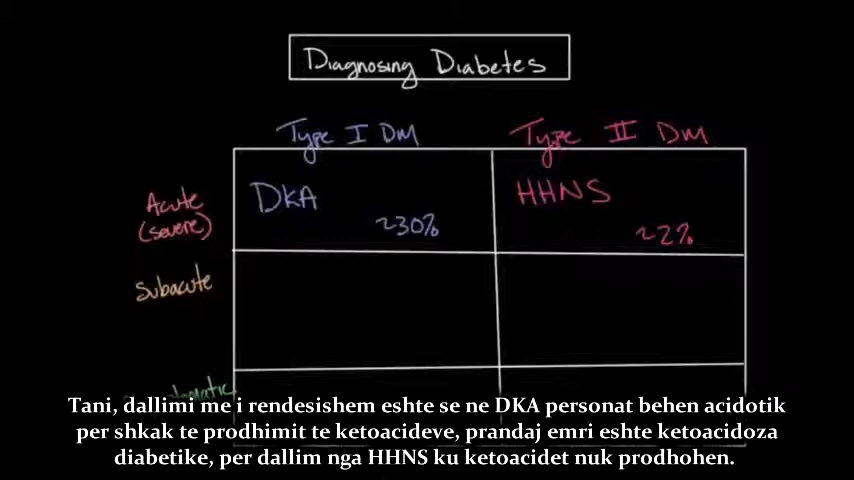 Diagnosing Diabetes
Type I DM
Type II DM
Acute
(severe)
DKA
~30%
HHNS
~2%
Subacute
Tani, dallimi me i rendesishem eshte se ne DKA personat behen acidotik
per shkak te prodhimit te ketoacideve, prandaj emri eshte ketoacidoza
diabetike, per dallim nga HHNS ku ketoacidet nuk prodhohen.